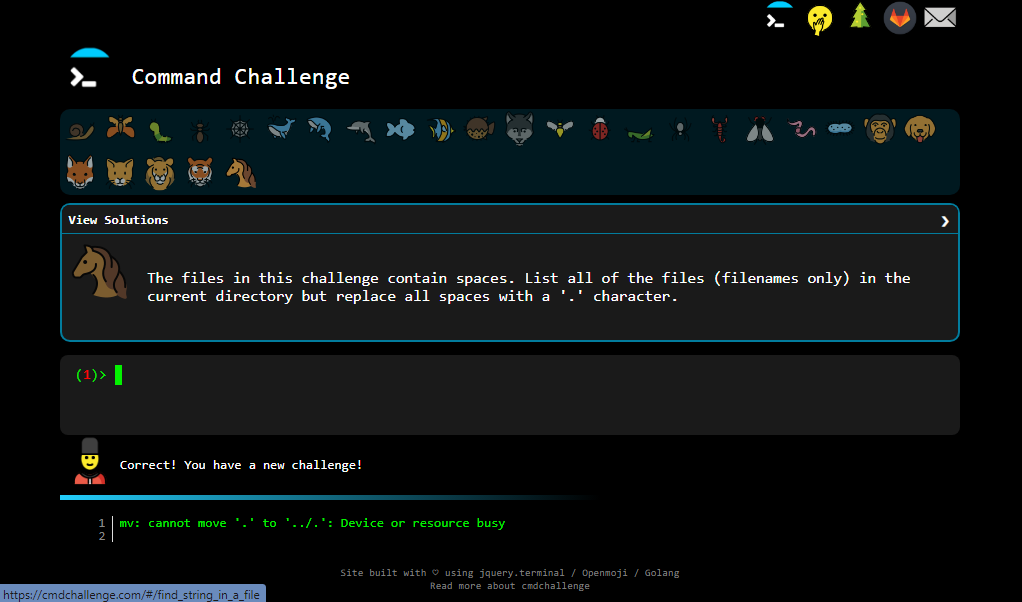 Command Challenge
View Solutions
The files in this challenge contain spaces. List all of the files (filenames only) in the
current directory but replace all spaces with a '.' character.
(1)>
Correct! You have a new challenge!
1 mv: cannot move '.' to '../.': Device or resource busy
2
Site built with ♡ using jquery.terminal / Openmoji / Golang
Read more about cmdchallenge
https://cmdchallenge.com/#/find_string_in_a_file